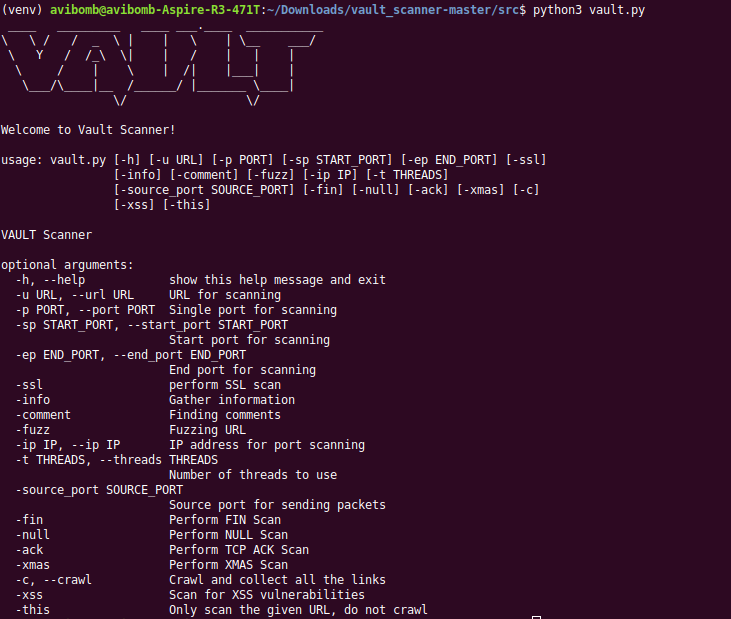 (venv) avibomb@avibomb-Aspire-R3-471T:~/Downloads/vault_scanner-master/src$ python3 vault.py
VAULT
Welcome to Vault Scanner!
usage: vault.py [-h] [-u URL] [-p PORT] [-sp START_PORT] [-ep END_PORT] [-ssl]
[-info] [-comment] [-fuzz] [-ip IP] [-t THREADS]
[-source_port SOURCE_PORT] [-fin] [-null] [-ack] [-xmas] [-c]
[-xss] [-this]
VAULT Scanner
optional arguments:
-h, --help show this help message and exit
-u URL, --url URL URL for scanning
-p PORT, --port PORT Single port for scanning
-sp START_PORT, --start_port START_PORT
Start port for scanning
-ep END_PORT, --end_port END_PORT
End port for scanning
-ssl perform SSL scan
-info Gather information
-comment Finding comments
-fuzz Fuzzing URL
-ip IP, --ip IP IP address for port scanning
-t THREADS, --threads THREADS
Number of threads to use
-source_port SOURCE_PORT
Source port for sending packets
-fin Perform FIN Scan
-null Perform NULL Scan
-ack Perform TCP ACK Scan
-xmas Perform XMAS Scan
-c, --crawl Crawl and collect all the links
-xss Scan for XSS vulnerabilities
-this Only scan the given URL, do not crawl